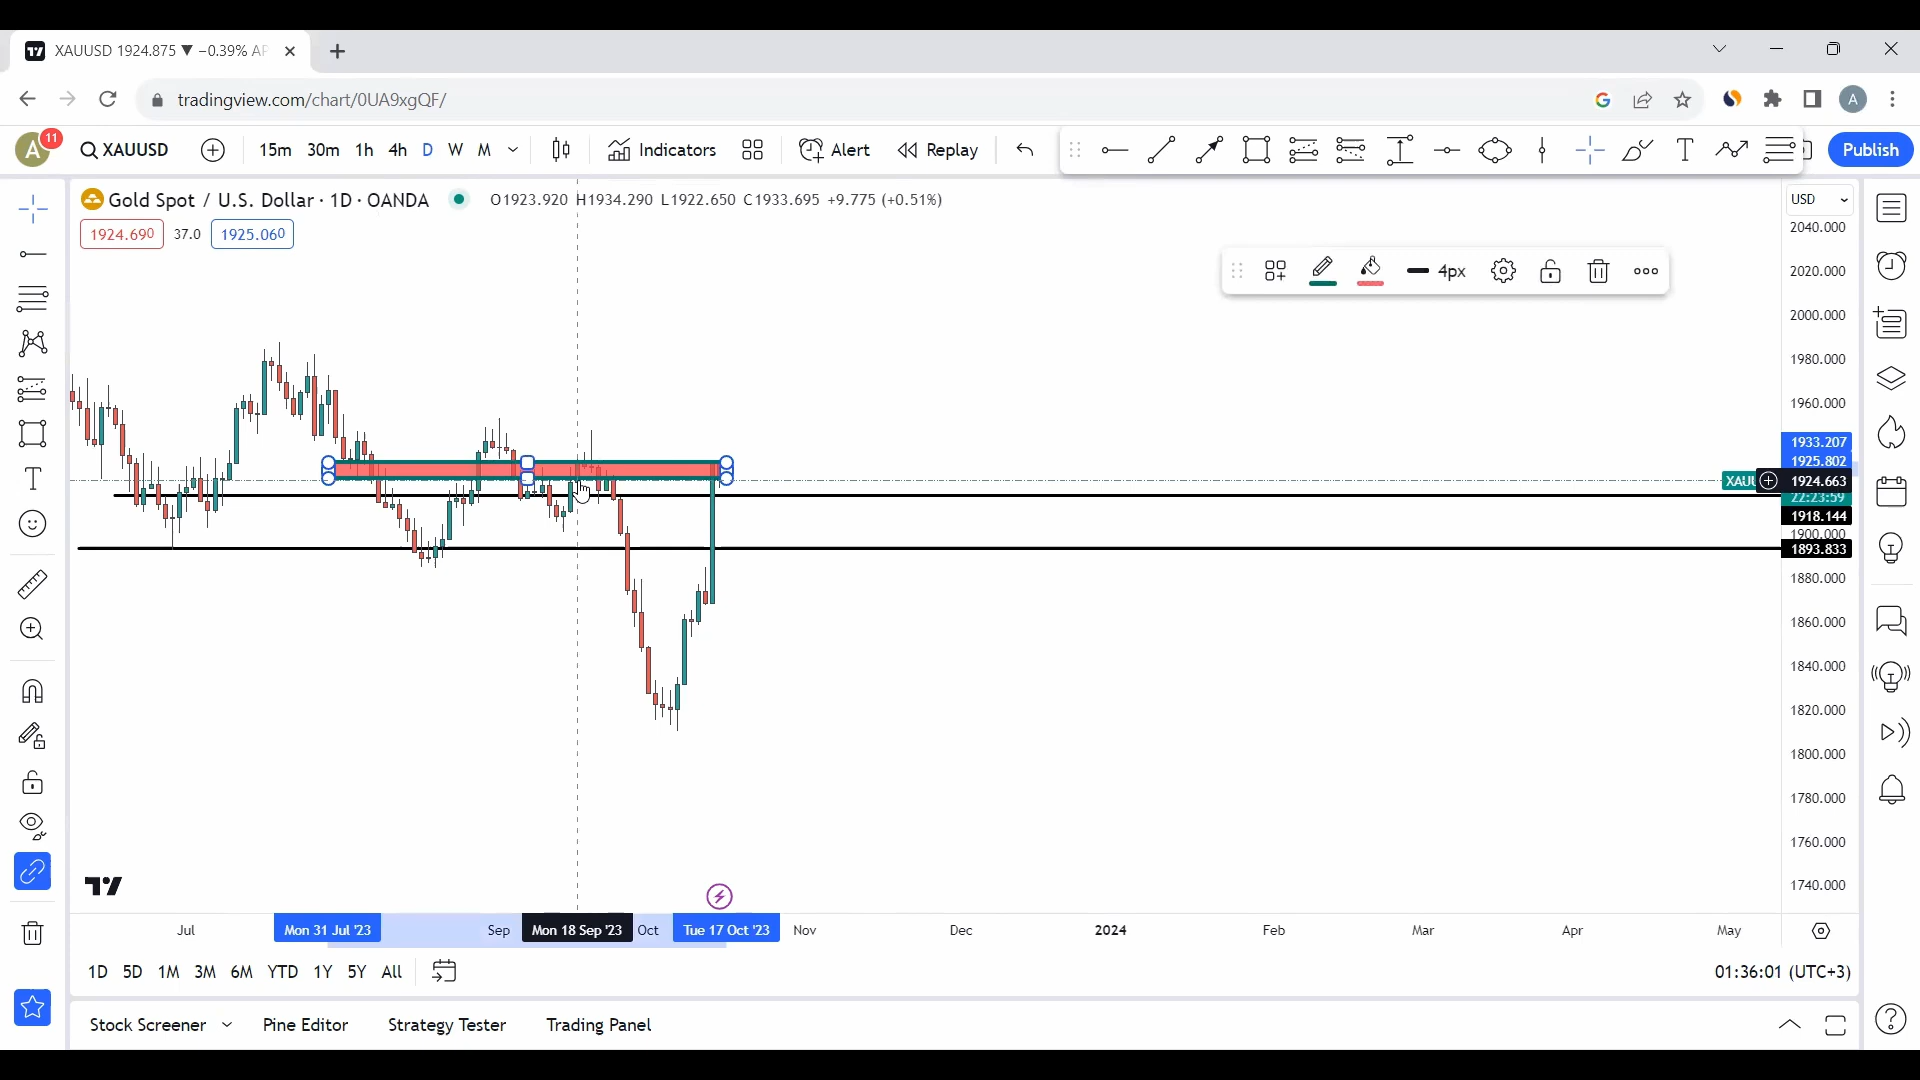 XAUUSD 1924.875 ▼ −0.39% AP
tradingview.com/chart/0UA9xgQF/
A
A 11 XAUUSD 15m 30m 1h 4h D W M Indicators Alert Replay T Publish
Gold Spot / U.S. Dollar · 1D · OANDA O1923.920 H1934.290 L1922.650 C1933.695 +9.775 (+0.51%)
USD
1924.690 37.0 1925.060
4px
2040.000
2020.000
2000.000
1980.000
1960.000
1933.207
1925.802
XAU 1924.663
22:23:59
1918.144
1900.000
1893.833
1880.000
1860.000
1840.000
1820.000
1800.000
1780.000
1760.000
1740.000
Jul Mon 31 Jul '23 Sep Mon 18 Sep '23 Oct Tue 17 Oct '23 Nov Dec 2024 Feb Mar Apr May
1D 5D 1M 3M 6M YTD 1Y 5Y All 01:36:01 (UTC+3)
Stock Screener Pine Editor Strategy Tester Trading Panel